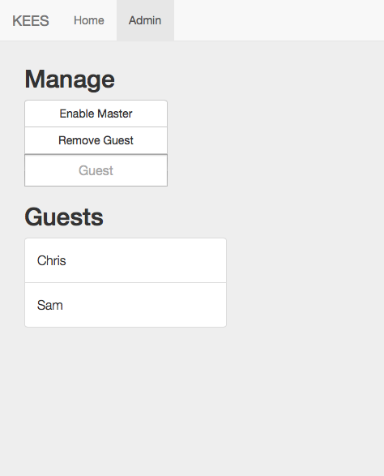 KEES Home Admin
Manage
Enable Master
Remove Guest
Guest
Guests
Chris
Sam